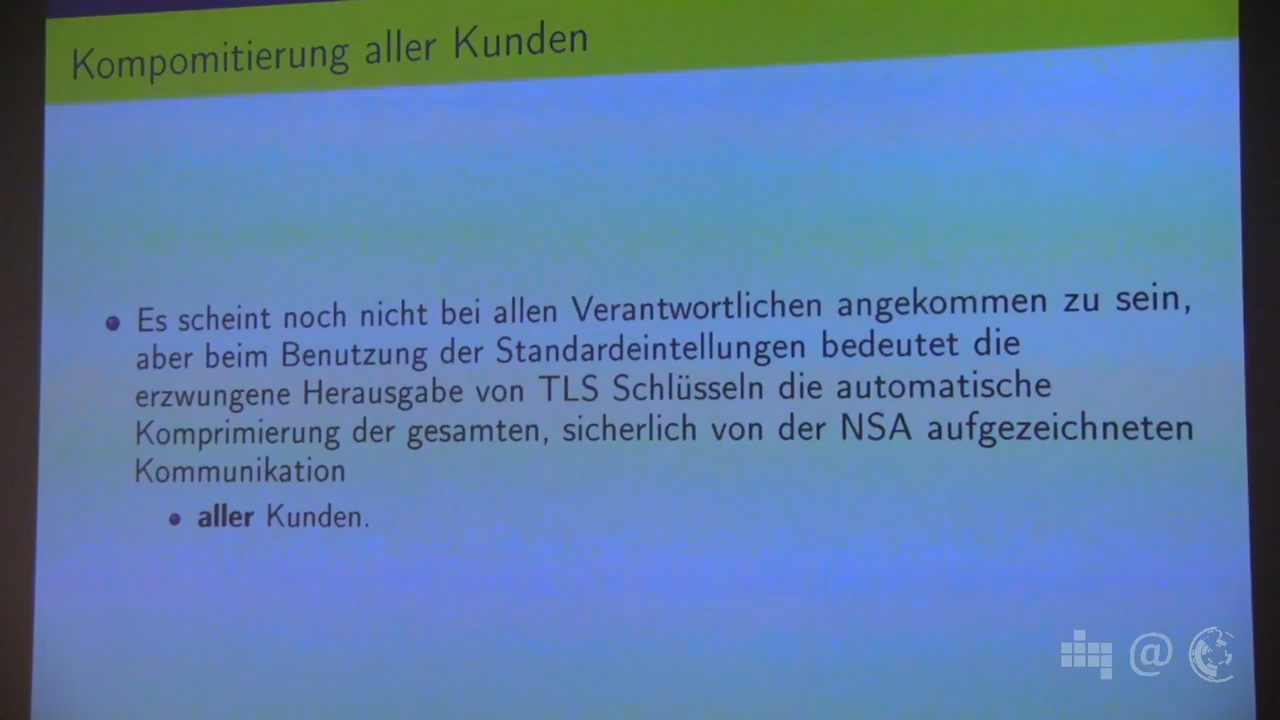 Kompomitierung aller Kunden
• Es scheint noch nicht bei allen Verantwortlichen angekommen zu sein,
aber beim Benutzung der Standardeintellungen bedeutet die
erzwungene Herausgabe von TLS Schlüsseln die automatische
Komprimierung der gesamten, sicherlich von der NSA aufgezeichneten
Kommunikation
• aller Kunden.
@